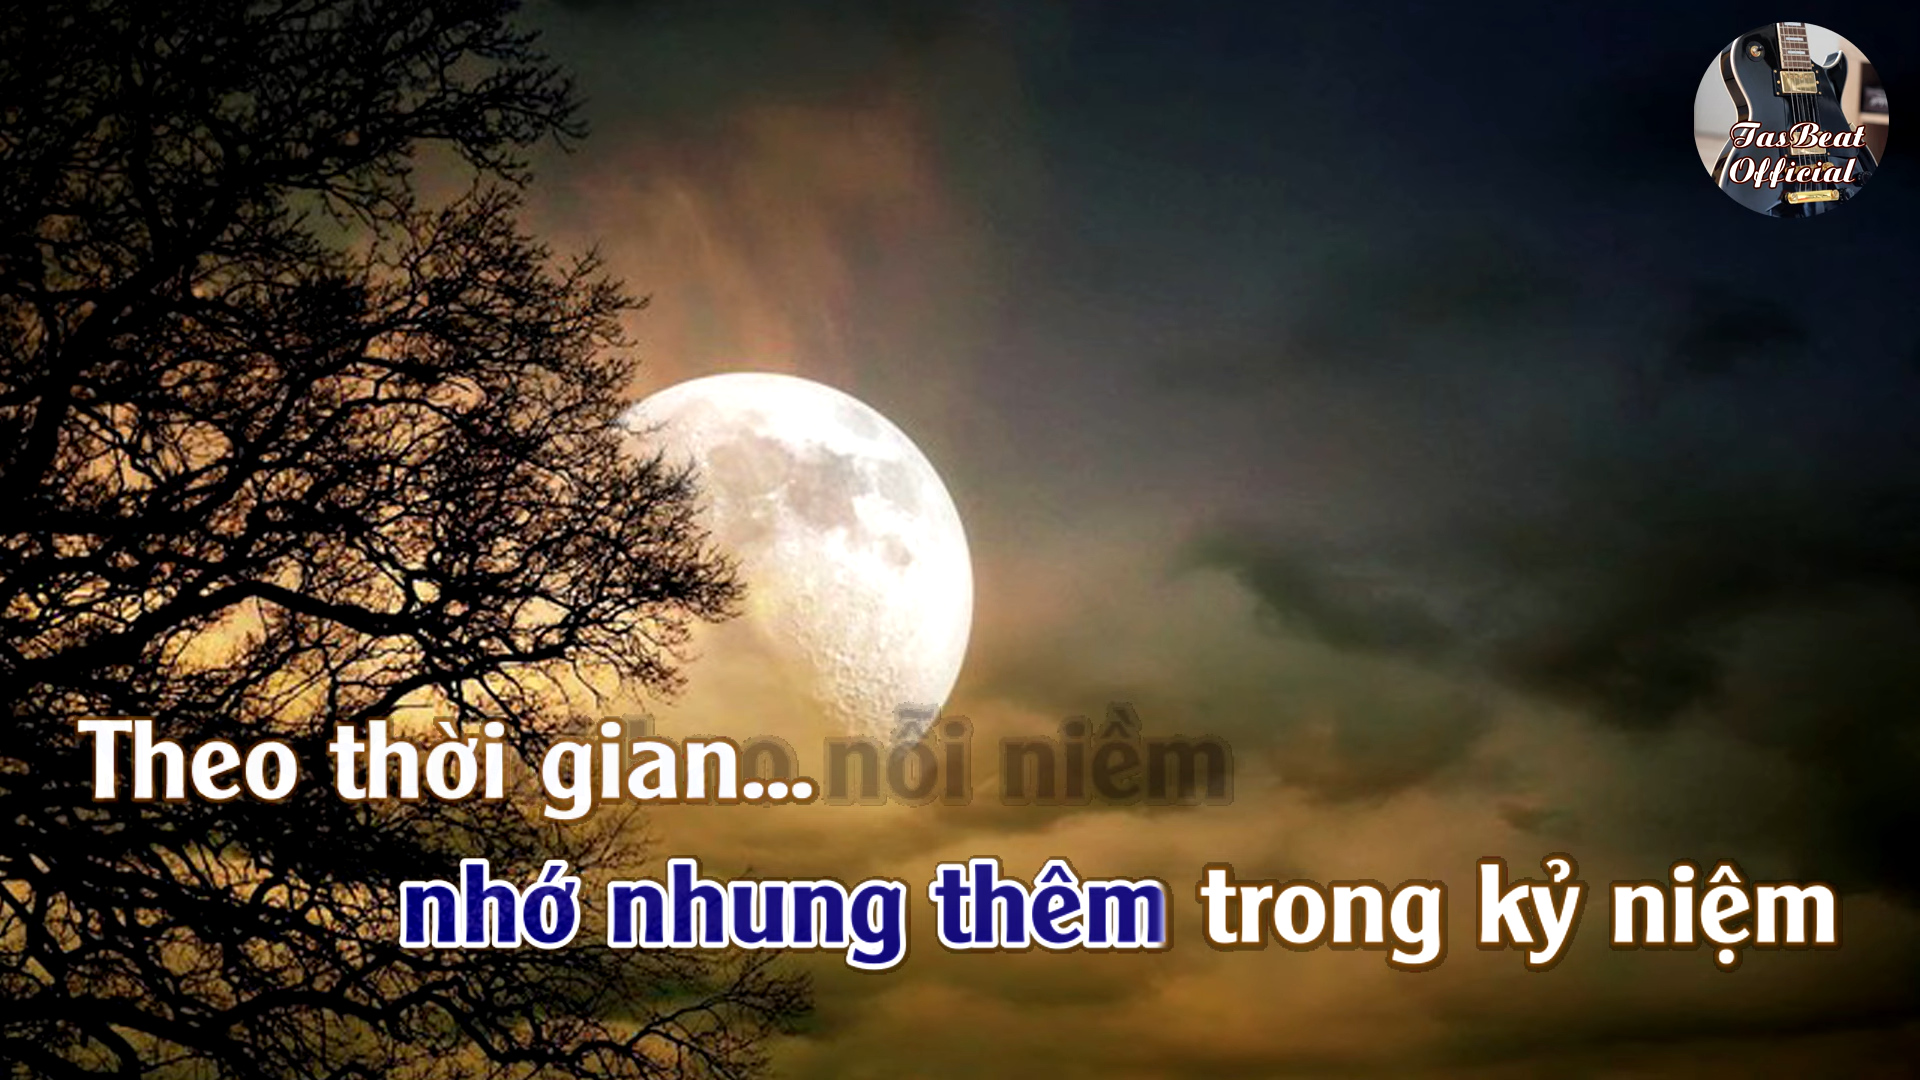 TasBeat
Official
Theo thời gian...
nỗi niềm
nhớ nhung thêm trong kỷ niệm